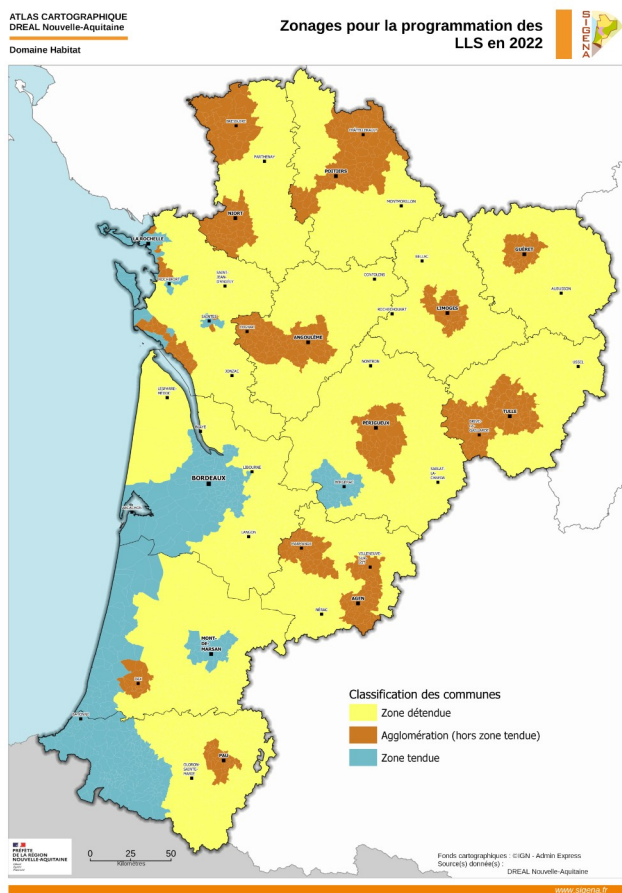 ATLAS CARTOGRAPHIQUE
DREAL Nouvelle-Aquitaine
Domaine Habitat
Zonages pour la programmation des
LLS en 2022
SIGENA
BRESSUIRE
CHÂTELLERAULT
PARTHENAY
POITIERS
MONTMORILLON
NIORT
LA ROCHELLE
GUÉRET
BELLAC
SAINT-
JEAN-
D'ANGÉLY
CONFOLENS
ROCHEFORT
AUBUSSON
LIMOGES
ROCHECHOUART
SAINTES
COGNAC
ANGOULÊME
NONTRON
USSEL
JONZAC
LESPARRE-
MÉDOC
TULLE
BLAYE
PÉRIGUEUX
BRIVE-
LA-
GAILLARDE
LIBOURNE
SARLAT
LA-
CANÉDA
BORDEAUX
BERGERAC
ARCACHON
LANGON
MARMANDE
VILLENEUVE
SUR-
LOT
AGEN
NÉRAC
MONT-
DE-
MARSAN
DAX
BAYONNE
PAU
OLORON-
SAINTE-
MARIE
Classification des communes
Zone détendue
Agglomération (hors zone tendue)
Zone tendue
PRÉFÈTE
DE LA RÉGION
NOUVELLE-AQUITAINE
0 25 50
Kilomètres
Fonds cartographiques : ©IGN - Admin Express
Source(s) donnée(s) :
DREAL Nouvelle-Aquitaine
www.sigena.fr